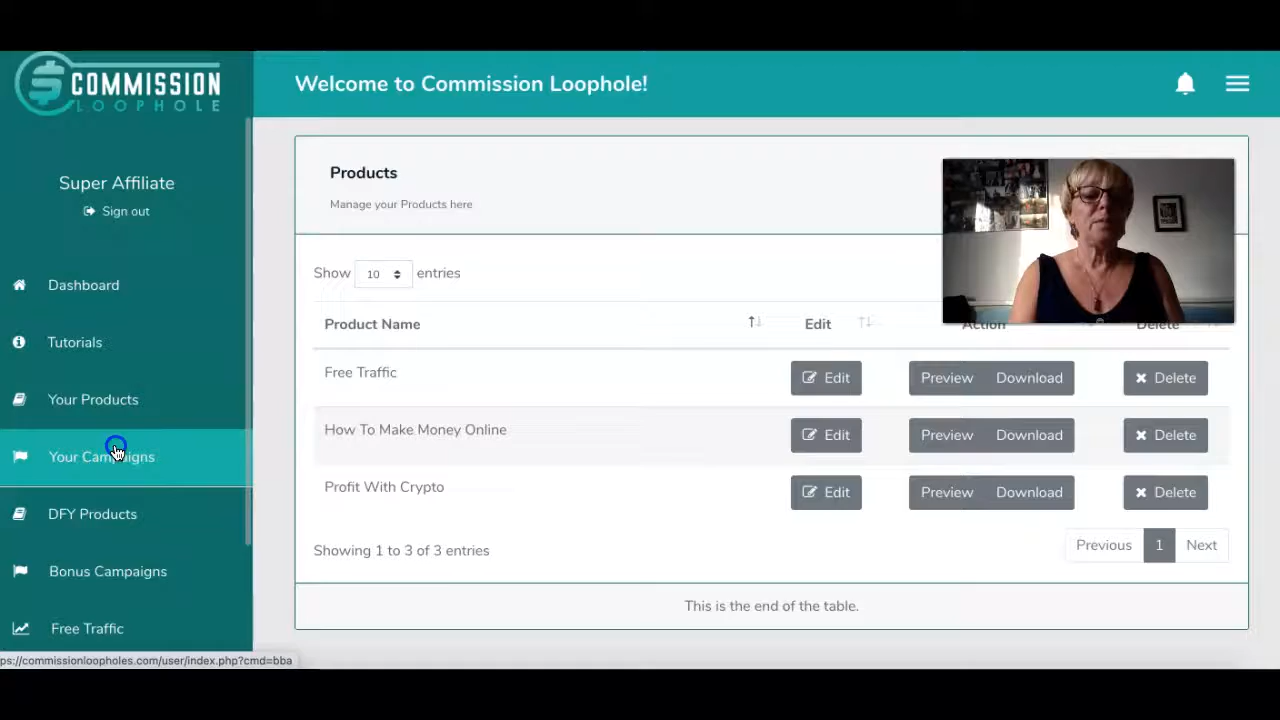 COMMISSION
LOOPHOLE
Welcome to Commission Loophole!
Super Affiliate
Sign out
Dashboard
Tutorials
Your Products
Your Campaigns
DFY Products
Bonus Campaigns
Free Traffic
Products
Manage your Products here
Show 10 entries
Product Name Edit Action Delete
Free Traffic Edit Preview Download Delete
How To Make Money Online Edit Preview Download Delete
Profit With Crypto Edit Preview Download Delete
Showing 1 to 3 of 3 entries Previous 1 Next
This is the end of the table.
ps://commissionloopholes.com/user/index.php?cmd=bba